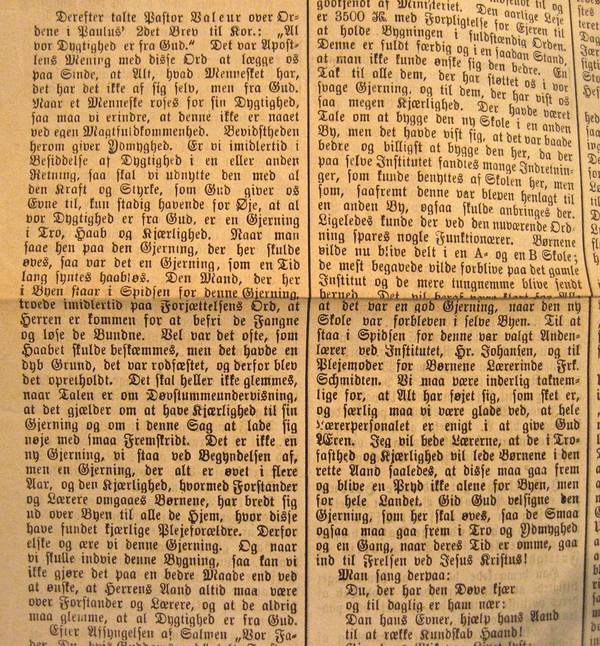 Derefter talte Pastor Valeur over Or-
dene i Paulus' 2det Brev til Kor.: „Al
vor Dygtighed er fra Gud.“ Det var Apost-
lens Mening med disse Ord at lægge os
paa Sinde, at Alt, hvad Mennesket har,
det har det ikke af sig selv, men fra Gud.
Naar et Menneske roses for sin Dygtighed,
saa maa vi erindre, at denne ikke er naaet
ved egen Magtfuldkommenhed. Bevidstheden
herom giver Ydmyghed. Er vi imidlertid i
Besiddelse af Dygtighed i en eller anden
Retning, saa skal vi udnytte den med al
den Kraft og Styrke, som Gud giver os
Evne til, kun stadig havende for Øje, at al
vor Dygtighed er fra Gud, er en Gjerning
i Tro, Haab og Kjærlighed. Naar man
saae hen paa den Gjerning, der her skulde
øves, saa var det en Gjerning, som en Tid
lang syntes haabløs. Den Mand, der her
i Byen staar i Spidsen for denne Gjerning,
troede imidlertid paa Forjættelsens Ord, at
Herren er kommen for at befri de Fangne
og løse de Bundne. Vel var det ofte, som
Haabet skulde beskæmmes, men det havde en
dyb Grund, det var rodfæstet, og derfor blev
det opretholdt. Det skal heller ikke glemmes,
naar Talen er om Døvstummeundervisning,
at det gjælder om at have Kjærlighed til sin
Gjerning og om i denne Sag at lade sig
nøje med smaa Fremskridt. Det er ikke en
ny Gjerning, vi staa ved Begyndelsen af,
men en Gjerning, der alt er øvet i flere
Aar, og den Kjærlighed, hvormed Forstander
og Lærere omgaaes Børnene, har bredt sig
ud over Byen til alle de Hjem, hvor disse
have fundet kjærlige Plejeforældre. Derfor
elske og ære vi denne Gjerning. Og naar
vi skulle indvie denne Bygning, saa kan vi
ikke gjøre det paa en bedre Maade end ved
at ønske, at Herrens Aand altid maa være
over Forstander og Lærere, og at de aldrig
maa glemme, at al Dygtighed er fra Gud.
Efter Afsyngelsen af Salmen „Vor Fa-
godkjendt af Ministeriet. Den aarlige Leje
er 3500 K. med Forpligtelse for Ejeren til
at holde Bygningen i fuldstændig Orden.
Denne er fuldt færdig og i en saadan Stand,
at man ikke kunde ønske sig den bedre. En
Tak til alle dem, der har støttet os i vor
svage Gjerning, og til dem, der har vist os
saa megen Kjærlighed. Der havde været
Tale om at bygge den ny Skole i en anden
By, men det havde vist sig, at det var baade
bedre og billigst at bygge den her, da der
paa selve Institutet fandtes mange Indretnin-
ger, som kunde benyttes af Skolen her, men
som, saafremt denne var bleven henlagt til
en anden By, ogsaa skulde anbringes der.
Ligeledes kunde der ved den nuværende Ord-
ning spares nogle Funktionærer. Børnene
vilde nu blive delt i en A- og en B Skole;
de mest begavede vilde forblive paa det gamle
Institut og de mere tungnemme blive sendt
at det var en god Gjerning, naar den ny
Skole var forbleven i selve Byen. Til at
staa i Spidsen for denne var valgt Anden-
lærer ved Institutet, Hr. Johansen, og til
Plejemoder for Børnene Lærerinde Frk.
Schmidten. Vi maa være inderlig taknem-
lige for, at Alt har føjet sig, som sket er,
og særlig maa vi være glade ved, at hele
Lærerpersonalet er enigt i at give Gud
Æren. Jeg vil bede Lærerne, at de i Tro-
fasthed og Kjærlighed vil lede Børnene i den
rette Aand saaledes, at disse maa gaa frem
og blive en Pryd ikke alene for Byen, men
for hele Landet. Gid Gud velsigne den
Gjerning, som her skal øves, saa de Smaa
ogsaa maa gaa frem i Tro og Ydmyghed
og en Gang, naar deres Tid er omme, gaa
ind til Frelsen ved Jesus Kristus!
Man sang derpaa:
Du, der har den Døve kjær
og til daglig er ham nær:
Dan hans Evner, hjælp hans Aand
til at række Kundskab Haand!